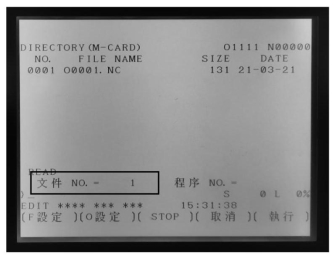 DIRECTORY (M-CARD) O1111 N00000
NO. FILE NAME SIZE DATE
0001 O0001.NC 131 21-03-21
READ
文件 NO.= 1 程序 NO.=
)_
S 0 L 0%
EDIT **** *** *** 15:31:38
(F設定 )(O設定 )( STOP )( 取消 )( 執行 )